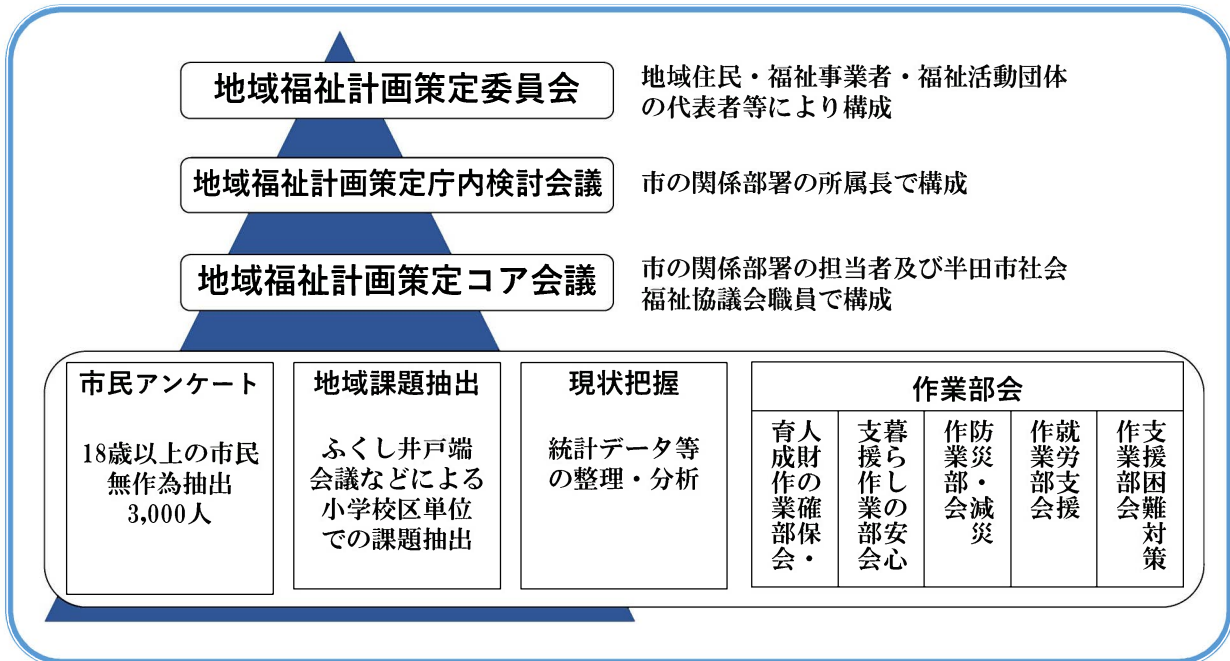 地域福祉計画策定委員会
地域住民・福祉事業者・福祉活動団体
の代表者等により構成
地域福祉計画策定庁内検討会議
市の関係部署の所属長で構成
地域福祉計画策定コア会議
市の関係部署の担当者及び半田市社会
福祉協議会職員で構成
市民アンケート
18歳以上の市民
無作為抽出
3,000人
地域課題抽出
ふくし井戸端
会議などによる
小学校区単位
での課題抽出
現状把握
統計データ等
の整理・分析
作業部会
人財の確保・
育成作業部会
暮らしの安心
支援作業部会
防災・減災
作業部会
就労支援
作業部会
支援困難対策
作業部会